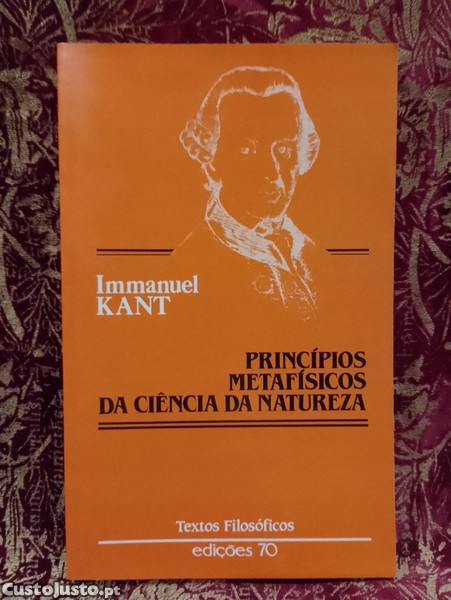 Immanuel
KANT
PRINCÍPIOS
METAFÍSICOS
DA CIÊNCIA DA NATUREZA
Textos Filosóficos
edições 70
CustoJusto.pt